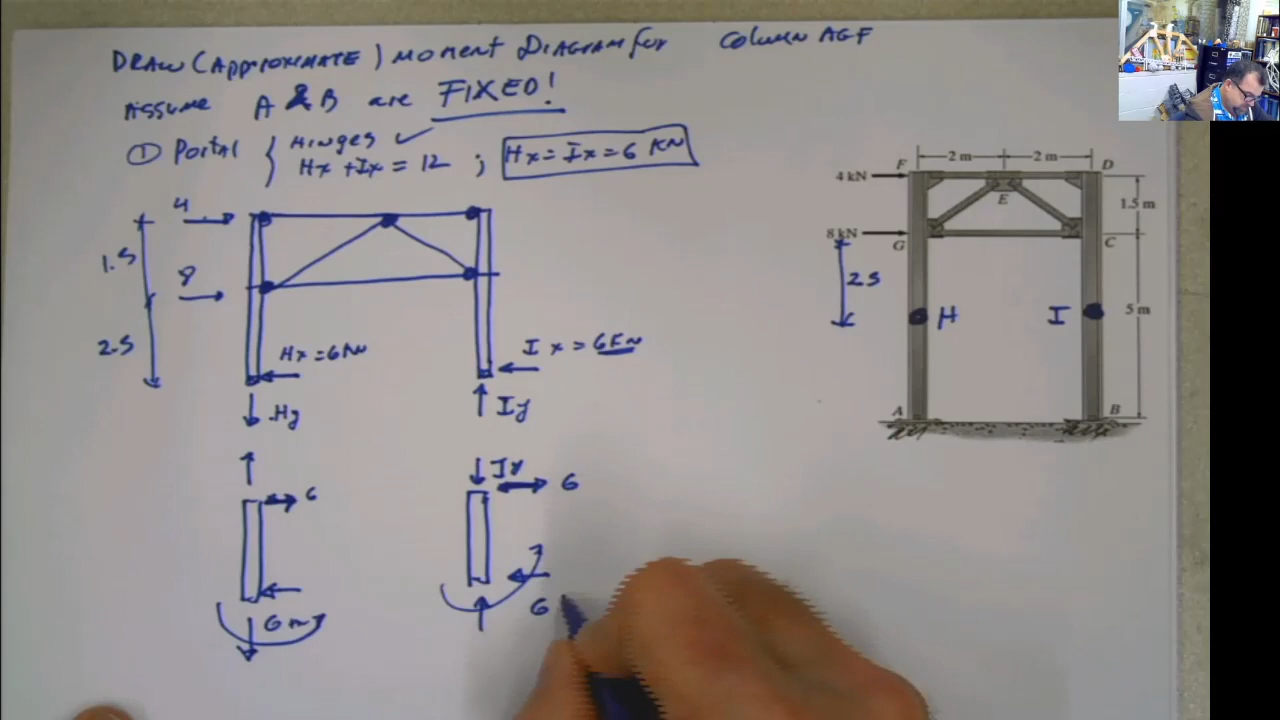 DRAW (APPROXIMATE) MOMENT DIAGRAM for COLUMN AGF
ASSUME A & B are FIXED!
① Portal { HINGES ✓
Hx + Ix = 12 ; Hx = Ix = 6 KN
4
1.5
8
2.5
Hx = 6 KN
Ix = 6 KN
Hy
Iy
6
Iy
6
6
F 2 m 2 m D
4 kN
E
1.5 m
8 kN
G
C
2.5
H
I
5 m
A
B